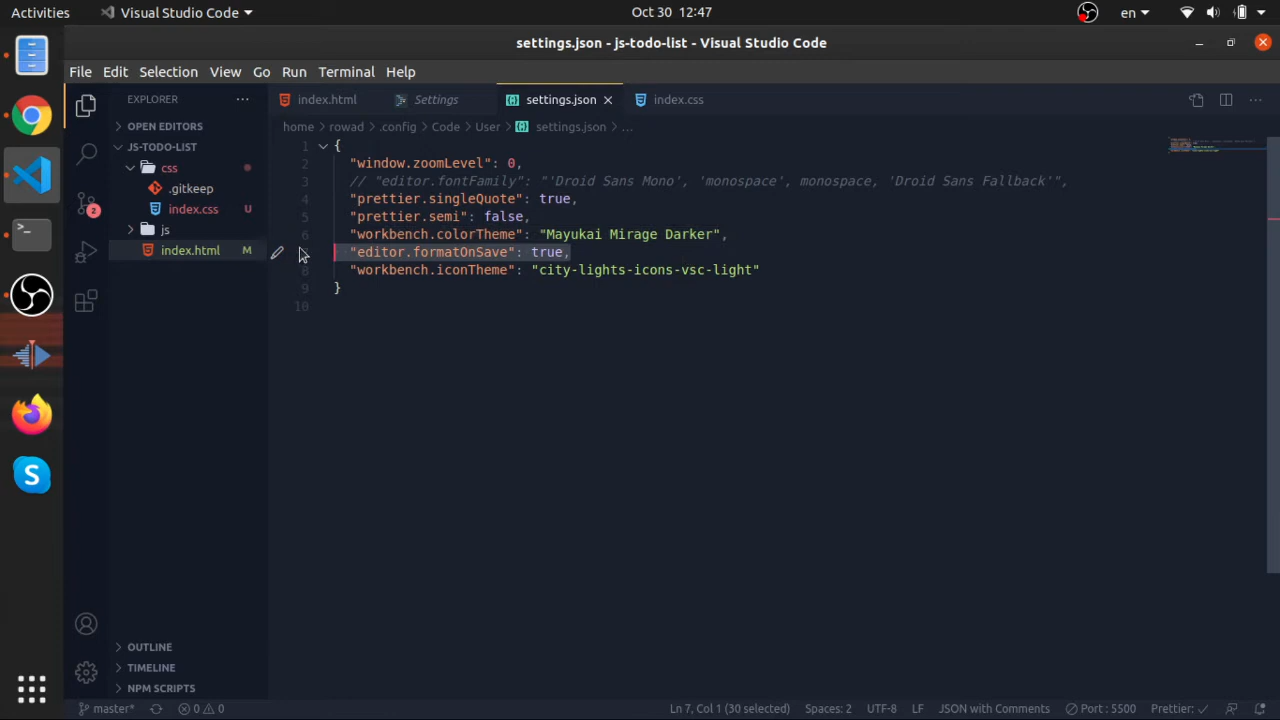 Activities
Visual Studio Code
Oct 30 12:47
en
settings.json - js-todo-list - Visual Studio Code
File Edit Selection View Go Run Terminal Help
EXPLORER
index.html
Settings
settings.json
index.css
OPEN EDITORS
home > rowad > .config > Code > User > settings.json > ...
JS-TODO-LIST
css
.gitkeep
index.css U
js
index.html M
2
1 {
2 "window.zoomLevel": 0,
3 // "editor.fontFamily": "'Droid Sans Mono', 'monospace', monospace, 'Droid Sans Fallback'",
4 "prettier.singleQuote": true,
5 "prettier.semi": false,
6 "workbench.colorTheme": "Mayukai Mirage Darker",
"editor.formatOnSave": true,
8 "workbench.iconTheme": "city-lights-icons-vsc-light"
9 }
10
OUTLINE
TIMELINE
NPM SCRIPTS
master* 0 0
Ln 7, Col 1 (30 selected) Spaces: 2 UTF-8 LF JSON with Comments Port : 5500 Prettier: ✓